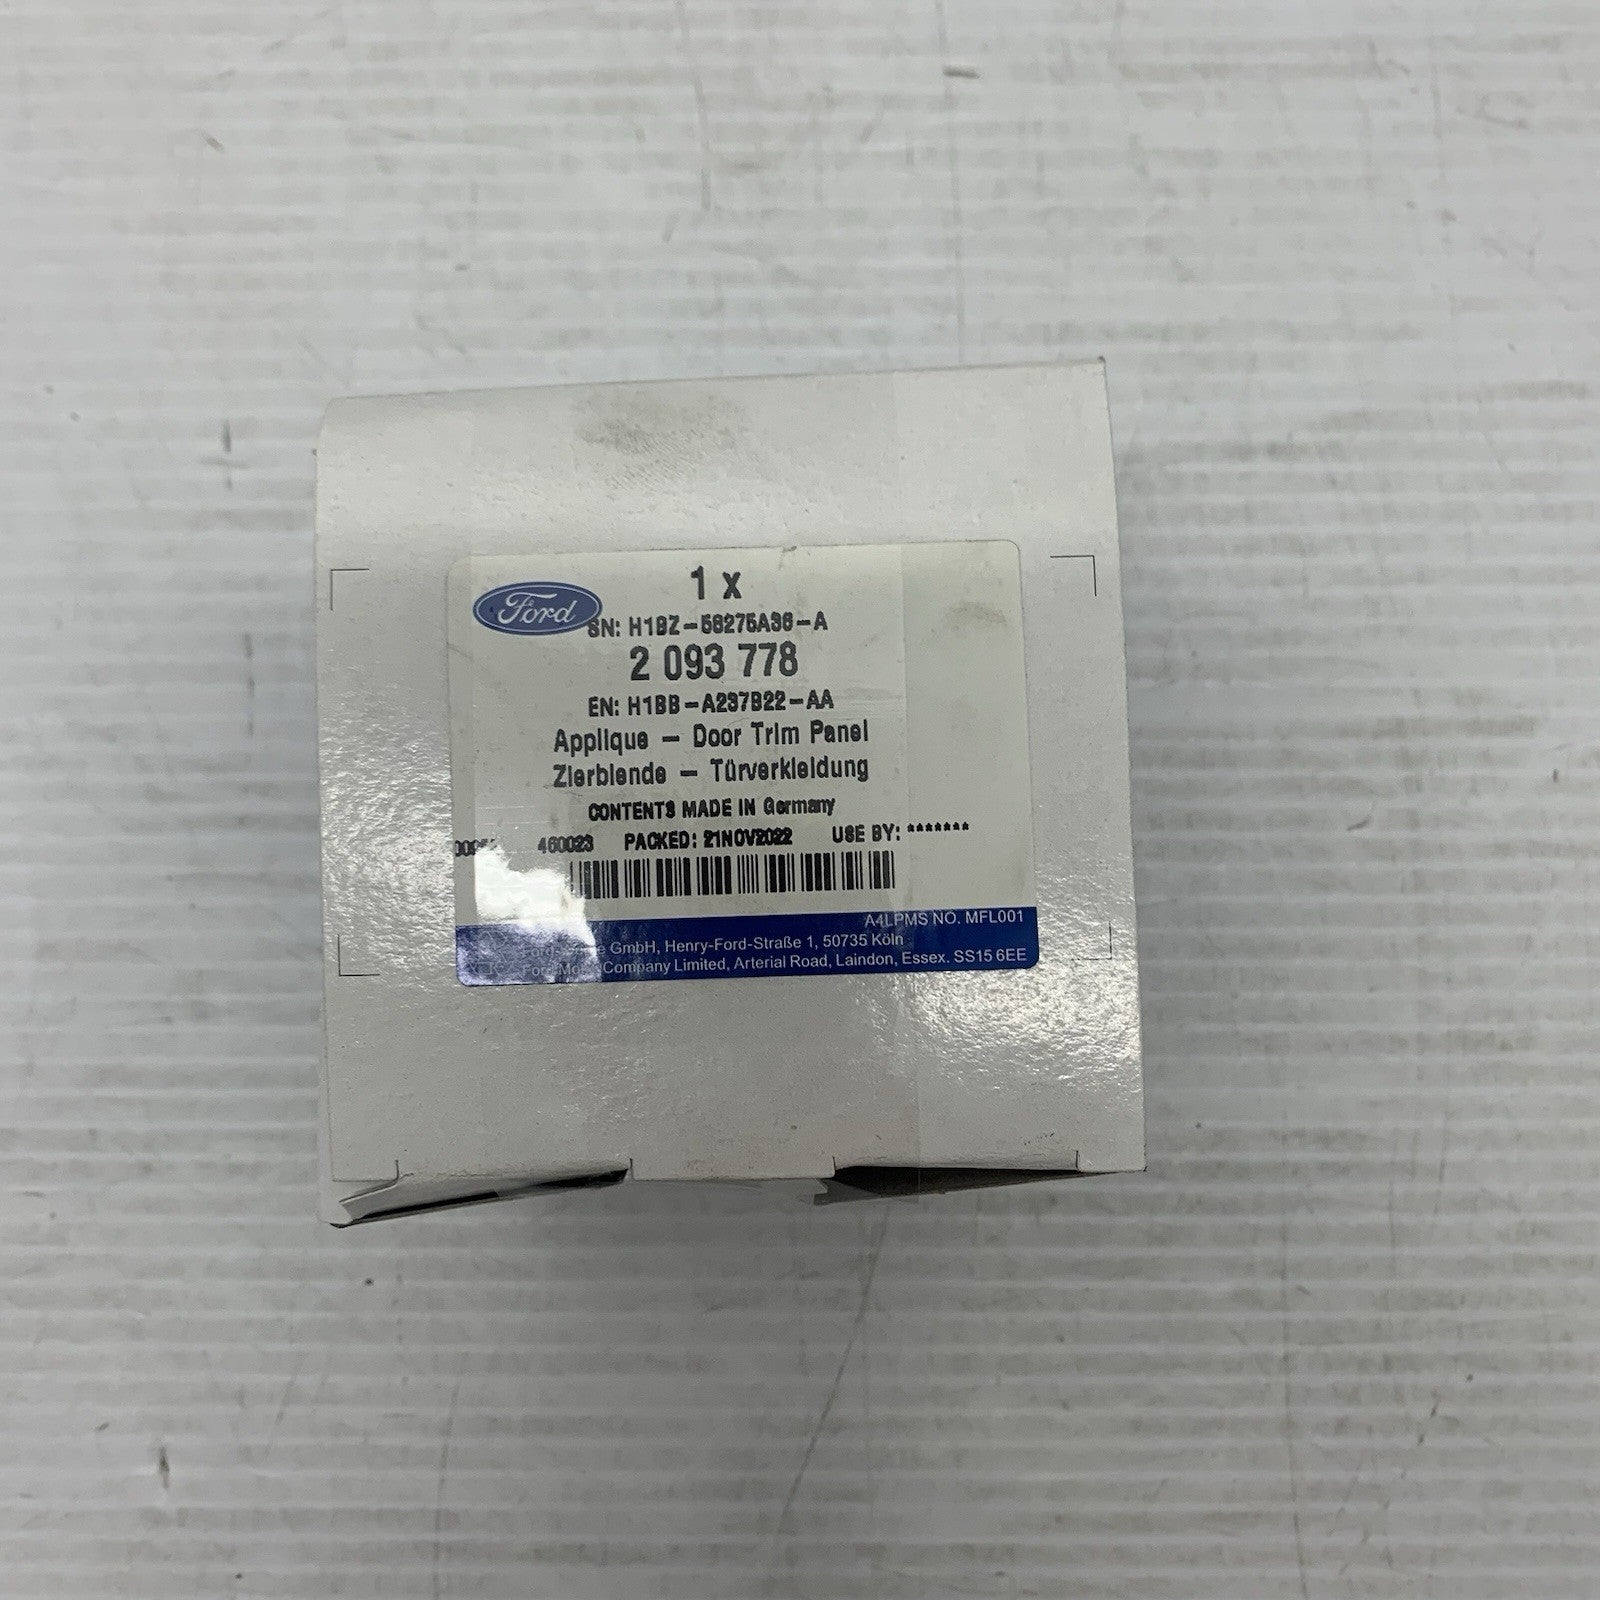 1 x
Ford
SN: H1BZ-58275A36-A
2 093 778
EN: H1BB-A237B22-AA
Applique - Door Trim Panel
Zierblende - Türverkleidung
CONTENTS MADE IN Germany
460023 PACKED: 21NOV2022 USE BY: *******
A4LPMS NO. MFL001
GmbH, Henry-Ford-Straße 1, 50735 Köln
Ford Motor Company Limited, Arterial Road, Laindon, Essex. SS15 6EE